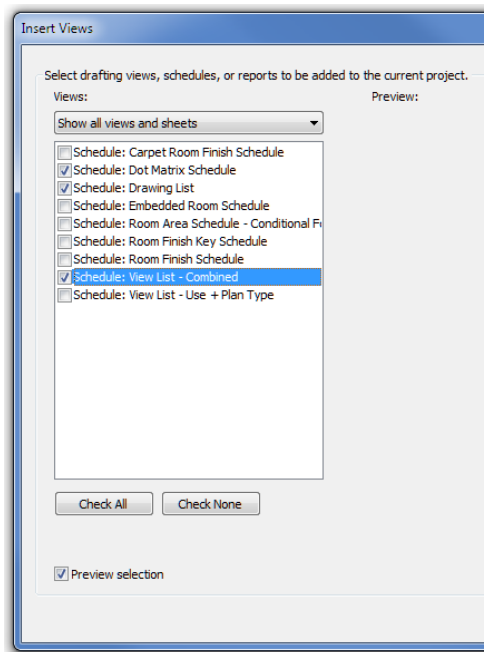 Insert Views
Select drafting views, schedules, or reports to be added to the current project.
Views:
Preview:
Show all views and sheets
Schedule: Carpet Room Finish Schedule
Schedule: Dot Matrix Schedule
Schedule: Drawing List
Schedule: Embedded Room Schedule
Schedule: Room Area Schedule - Conditional
Schedule: Room Finish Key Schedule
Schedule: Room Finish Schedule
Schedule: View List - Combined
Schedule: View List - Use + Plan Type
Check All
Check None
Preview selection